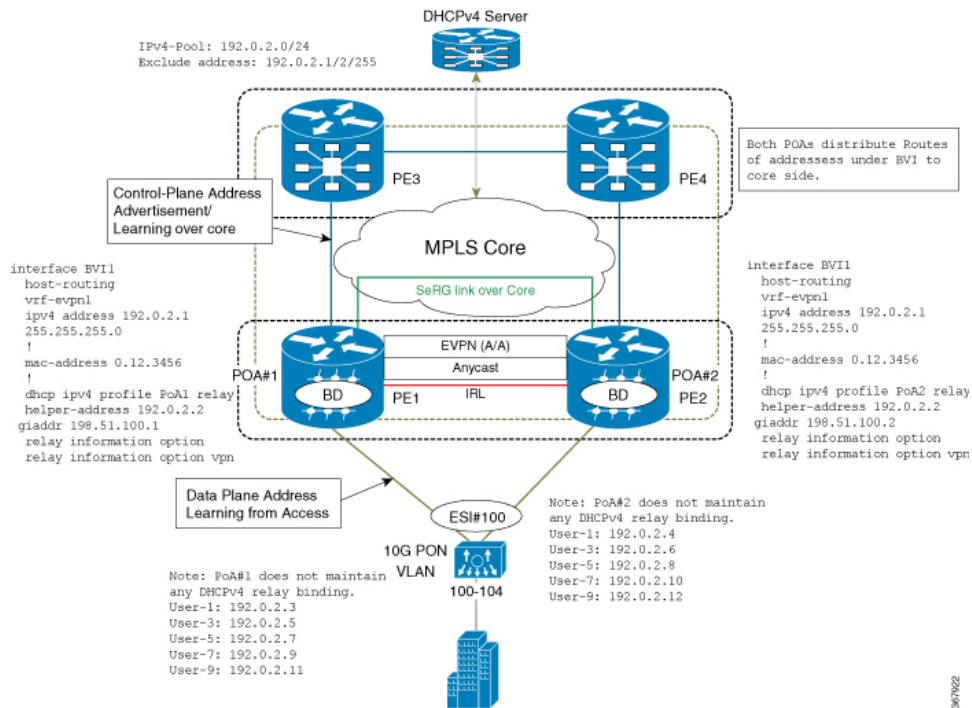 DHCPv4 Server
IPv4-Pool: 192.0.2.0/24
Exclude address: 192.0.2.1/2/255
PE3
PE4
Both POAs distribute Routes
of addressess under BVI to
core side.
Control-Plane Address
Advertisement/
Learning over core
MPLS Core
SeRG link over Core
interface BVI1
host-routing
vrf-evpn1
ipv4 address 192.0.2.1
255.255.255.0
!
mac-address 0.12.3456
!
dhcp ipv4 profile PoA1 relay
helper-address 192.0.2.2
giaddr 198.51.100.1
relay information option
relay information option vpn
interface BVI1
host-routing
vrf-evpn1
ipv4 address 192.0.2.1
255.255.255.0
!
mac-address 0.12.3456
!
dhcp ipv4 profile PoA2 relay
helper-address 192.0.2.2
giaddr 198.51.100.2
relay information option
relay information option vpn
EVPN (A/A)
Anycast
IRL
POA#1
BD
PE1
POA#2
BD
PE2
Data Plane Address
Learning from Access
ESI#100
10G PON
VLAN
100-104
Note: PoA#2 does not maintain
any DHCPv4 relay binding.
User-1: 192.0.2.4
User-3: 192.0.2.6
User-5: 192.0.2.8
User-7: 192.0.2.10
User-9: 192.0.2.12
Note: PoA#1 does not maintain
any DHCPv4 relay binding.
User-1: 192.0.2.3
User-3: 192.0.2.5
User-5: 192.0.2.7
User-7: 192.0.2.9
User-9: 192.0.2.11
367922